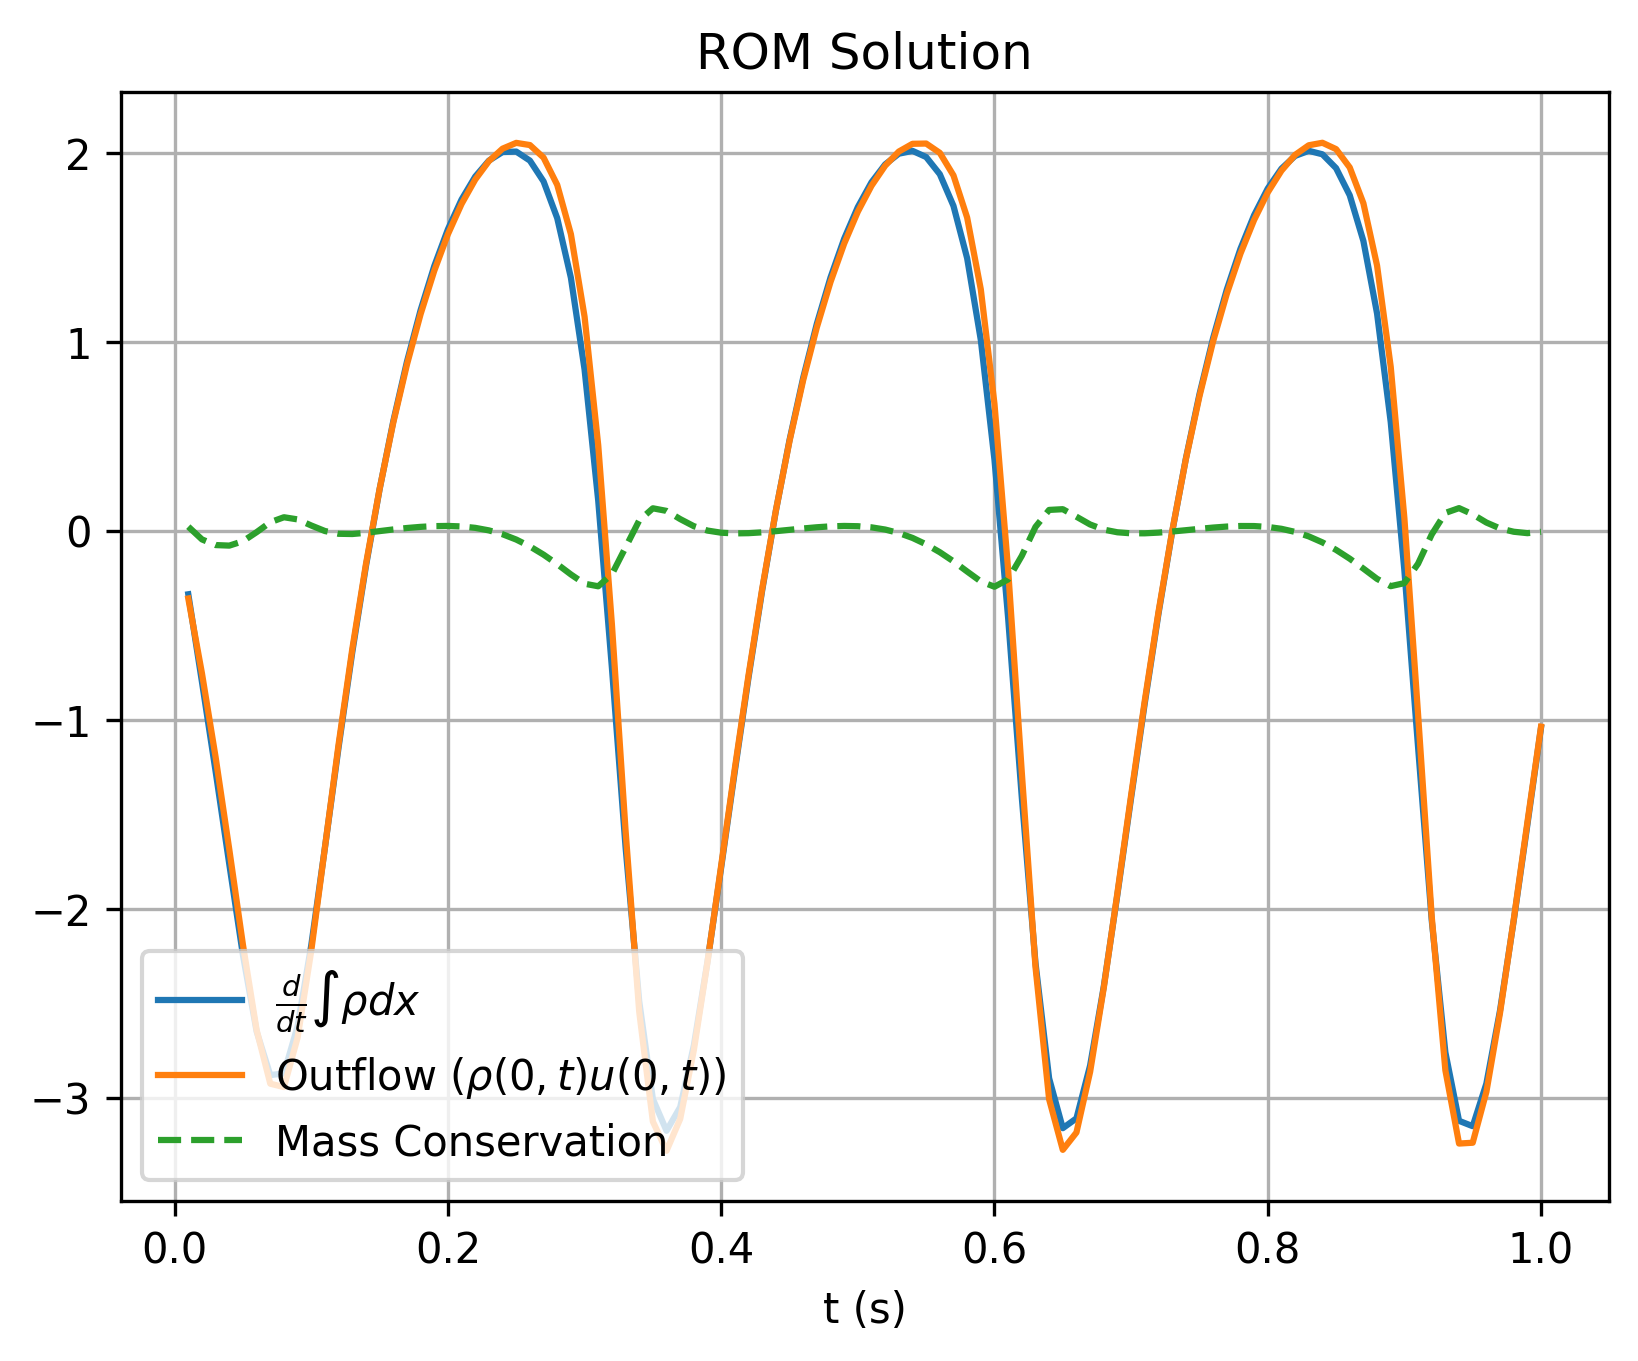 ROM Solution
2
1
0
−1
−2
−3
d/dt ∫ρdx
Outflow (ρ(0, t)u(0, t))
Mass Conservation
0.0 0.2 0.4 0.6 0.8 1.0
t (s)